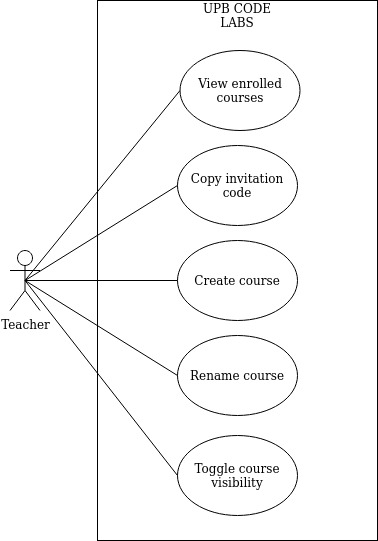 UPB CODE
LABS
View enrolled
courses
Copy invitation
code
Create course
Teacher
Rename course
Toggle course
visibility